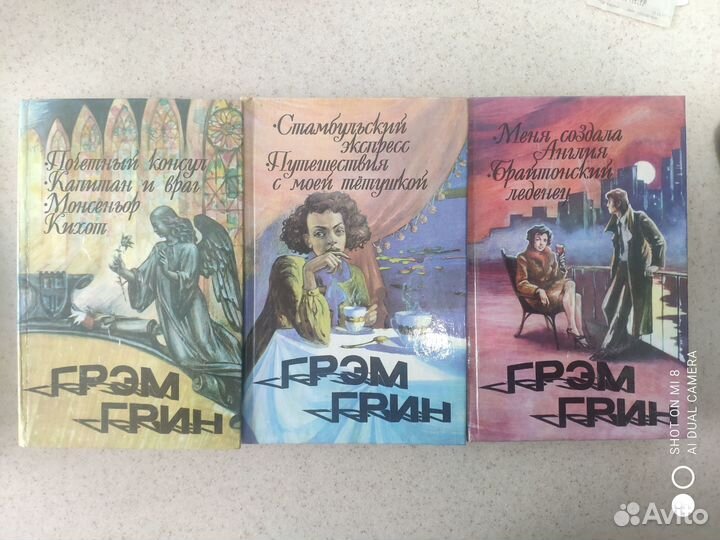 Почетный консул
•Капитан и враг
•Монсеньор
Кихот
ГРЭМ
ГРИН
•Стамбульский
экспресс
•Путешествия
с моей тётушкой
ГРЭМ
ГРИН
Меня создала
Англия
•Брайтонский
леденец
ГРЭМ
ГРИН
SHOT ON MI 8
AI DUAL CAMERA
Avito